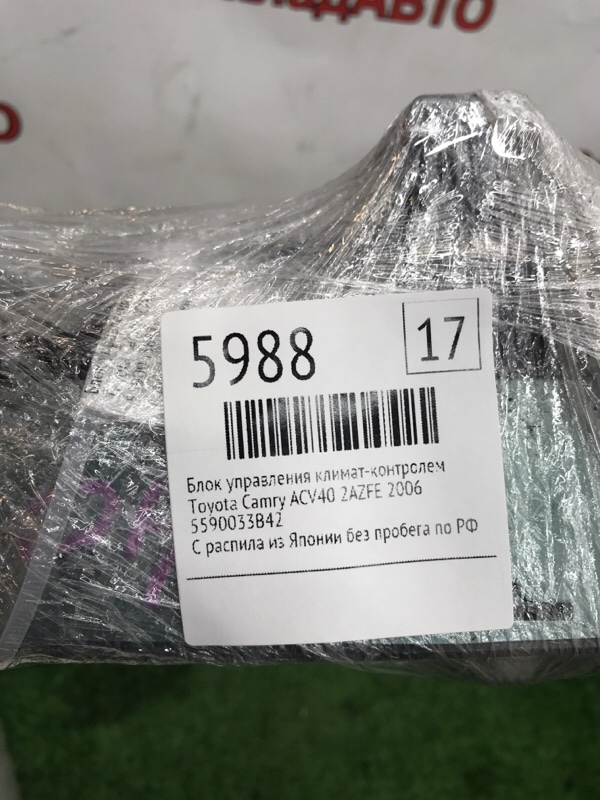 АВТО
5988
17
Блок управления климат-контролем
Toyota Camry ACV40 2AZFE 2006
5590033B42
С распила из Японии без пробега по РФ